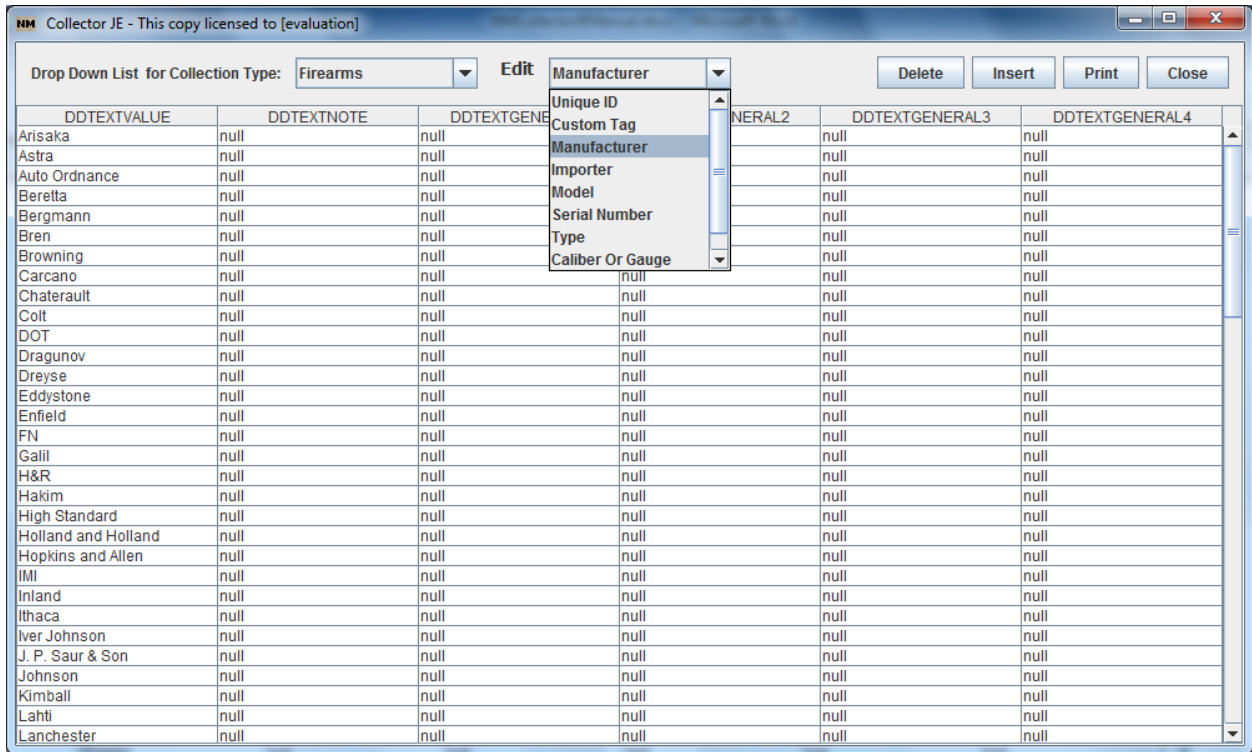 NM Collector JE - This copy licensed to [evaluation]
Drop Down List for Collection Type: Firearms Edit Manufacturer Delete Insert Print Close
Unique ID
Custom Tag
Manufacturer
Importer
Model
Serial Number
Type
Caliber Or Gauge
DDTEXTVALUE DDTEXTNOTE DDTEXTGENE NERAL2 DDTEXTGENERAL3 DDTEXTGENERAL4
Arisaka null null null null
Astra null null null null
Auto Ordnance null null null null
Beretta null null null null
Bergmann null null null null
Bren null null null null
Browning null null null null
Carcano null null null null null
Chaterault null null null null null
Colt null null null null null
DOT null null null null null
Dragunov null null null null null
Dreyse null null null null null
Eddystone null null null null null
Enfield null null null null null
FN null null null null null
Galil null null null null null
H&R null null null null null
Hakim null null null null null
High Standard null null null null null
Holland and Holland null null null null null
Hopkins and Allen null null null null null
IMI null null null null null
Inland null null null null null
Ithaca null null null null null
Iver Johnson null null null null null
J. P. Saur & Son null null null null null
Johnson null null null null null
Kimball null null null null null
Lahti null null null null null
Lanchester null null null null null